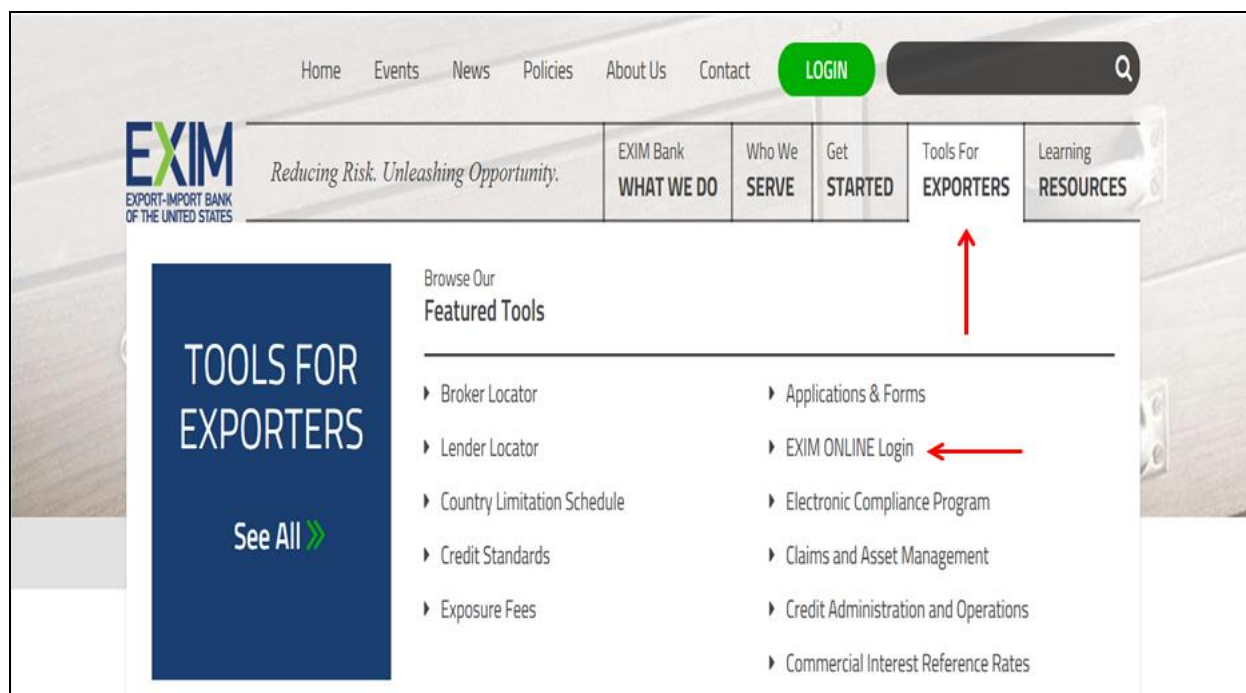 Home Events News Policies About Us Contact LOGIN
EXIM
EXPORT-IMPORT BANK
OF THE UNITED STATES
Reducing Risk. Unleashing Opportunity.
EXIM Bank
WHAT WE DO
Who We
SERVE
Get
STARTED
Tools For
EXPORTERS
Learning
RESOURCES
TOOLS FOR
EXPORTERS
See All
Browse Our
Featured Tools
Broker Locator
Lender Locator
Country Limitation Schedule
Credit Standards
Exposure Fees
Applications & Forms
EXIM ONLINE Login
Electronic Compliance Program
Claims and Asset Management
Credit Administration and Operations
Commercial Interest Reference Rates